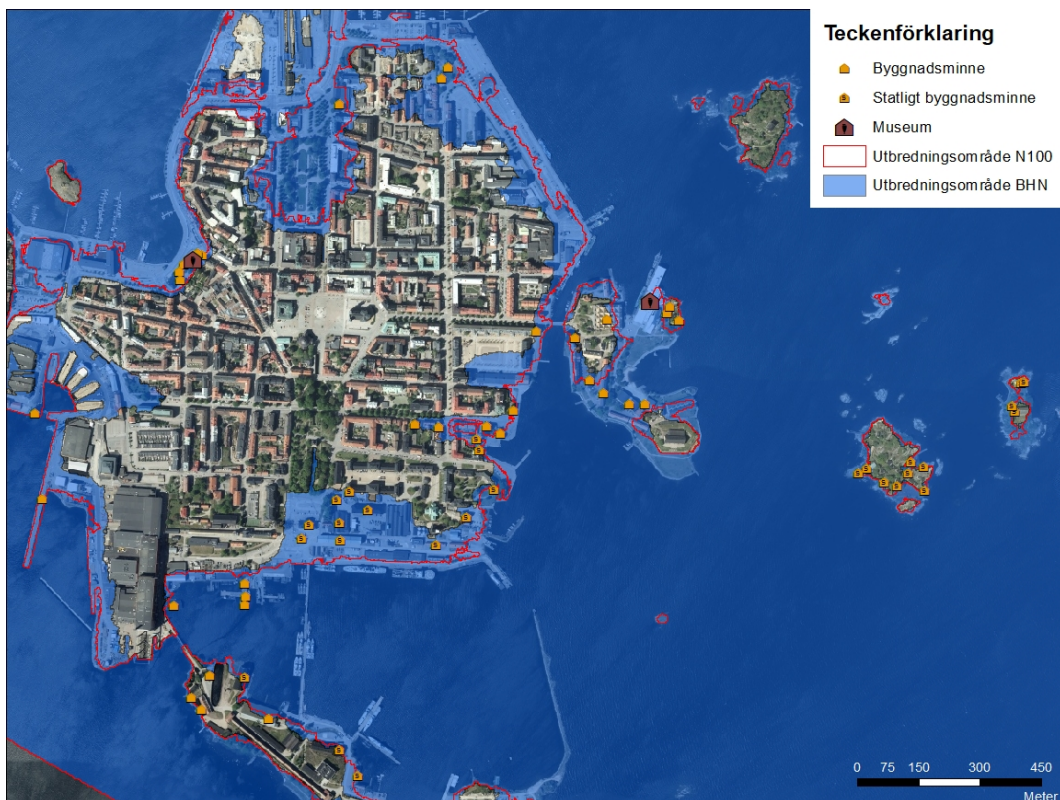 Teckenförklaring
Byggnadsminne
S Statligt byggnadsminne
Museum
Utbredningsområde N100
Utbredningsområde BHN
0 75 150 300 450
Meter